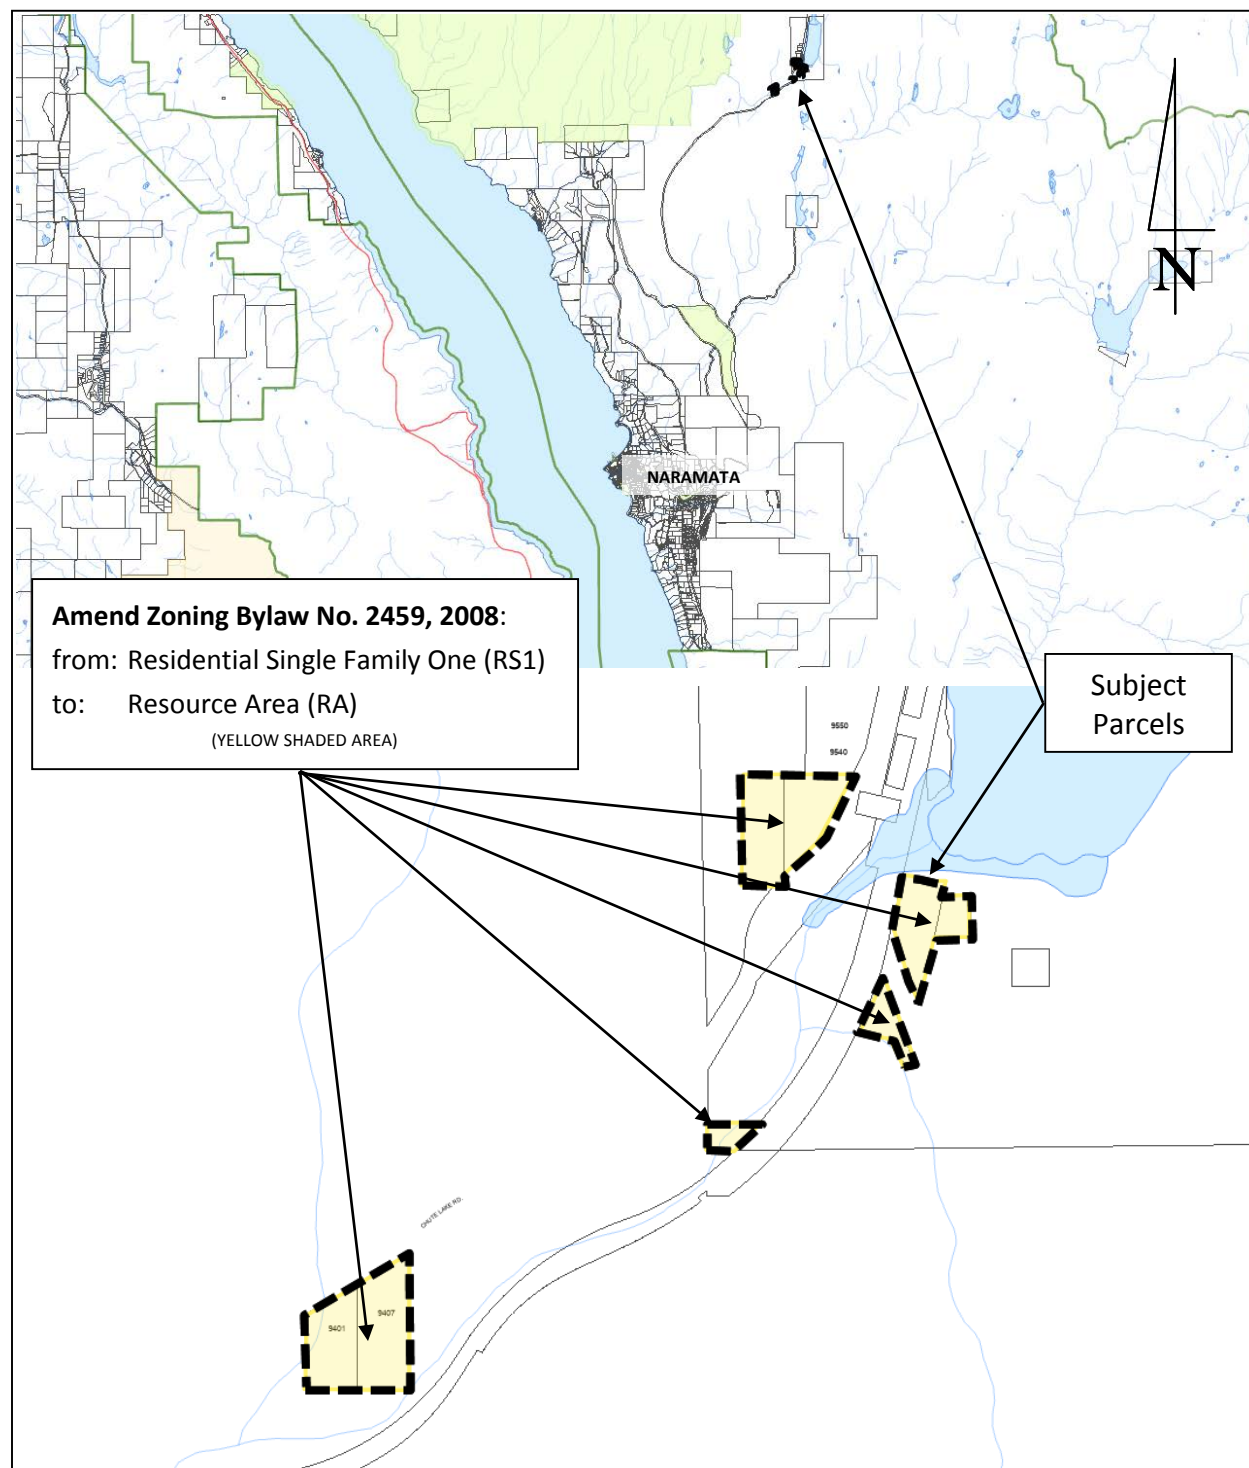 N
NARAMATA
Amend Zoning Bylaw No. 2459, 2008:
from: Residential Single Family One (RS1)
to: Resource Area (RA)
(YELLOW SHADED AREA)
Subject
Parcels
9550
9540
CHUTE LAKE RD.
9407
9401